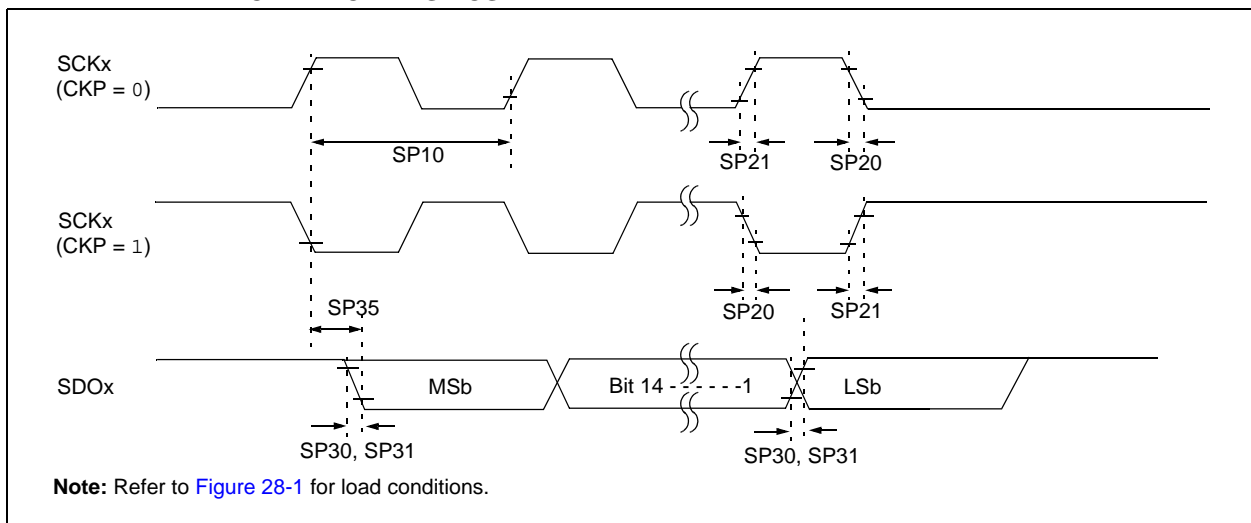 SCKx
(CKP = 0)
SP10
SP21
SP20
SCKx
(CKP = 1)
SP35
SP20
SP21
SDOx
MSb
Bit 14 - - - - - -1
LSb
SP30, SP31
SP30, SP31
Note: Refer to Figure 28-1 for load conditions.